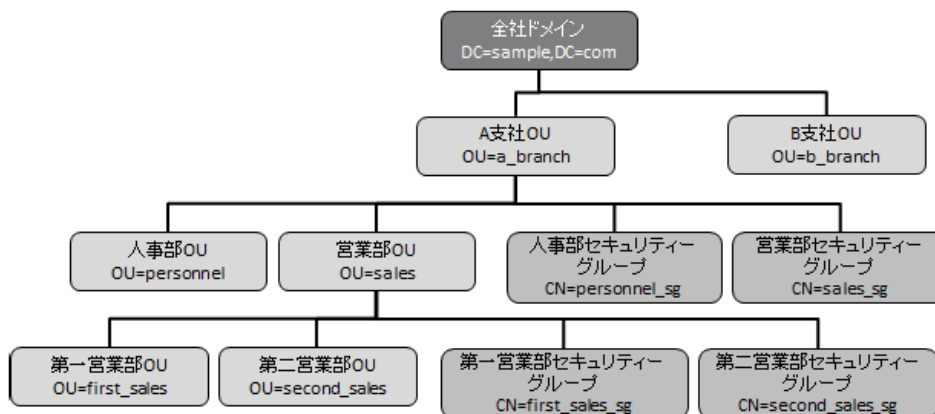 全社ドメイン
DC=sample,DC=com
A支社OU
OU=a_branch
B支社OU
OU=b_branch
人事部OU
OU=personnel
営業部OU
OU=sales
人事部セキュリティー
グループ
CN=personnel_sg
営業部セキュリティー
グループ
CN=sales_sg
第一営業部OU
OU=first_sales
第二営業部OU
OU=second_sales
第一営業部セキュリティー
グループ
CN=first_sales_sg
第二営業部セキュリティー
グループ
CN=second_sales_sg